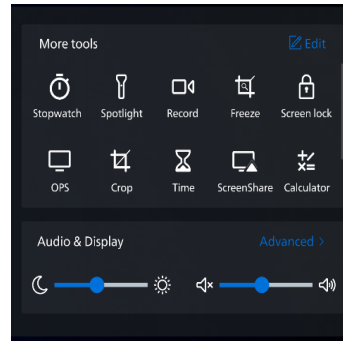 More tools Edit
Stopwatch Spotlight Record Freeze Screen lock
OPS Crop Time ScreenShare Calculator
Audio & Display Advanced >